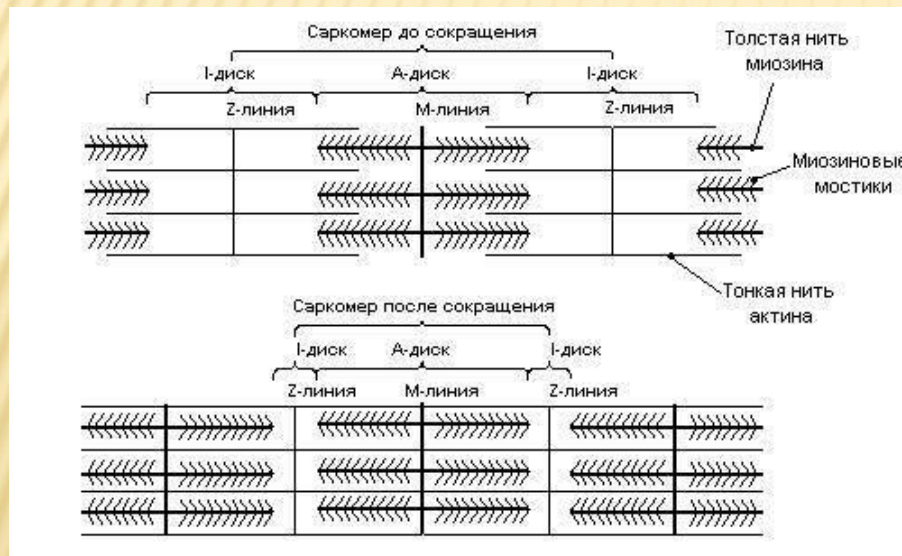 Саркомер до сокращения
Толстая нить
миозина
I-диск A-диск I-диск
Z-линия M-линия Z-линия
Миозиновые
мостики
Тонкая нить
актина
Саркомер после сокращения
I-диск A-диск I-диск
Z-линия M-линия Z-линия